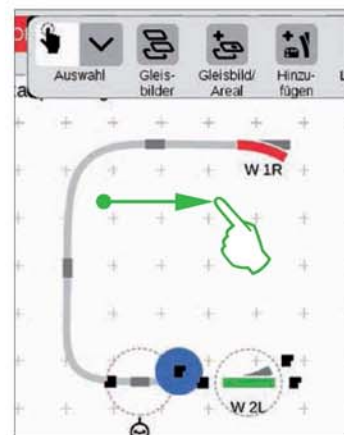 Auswahl
Gleis-
bilder
Gleisbild/
Areal
Hinzu-
fügen
W 1R
W 2L